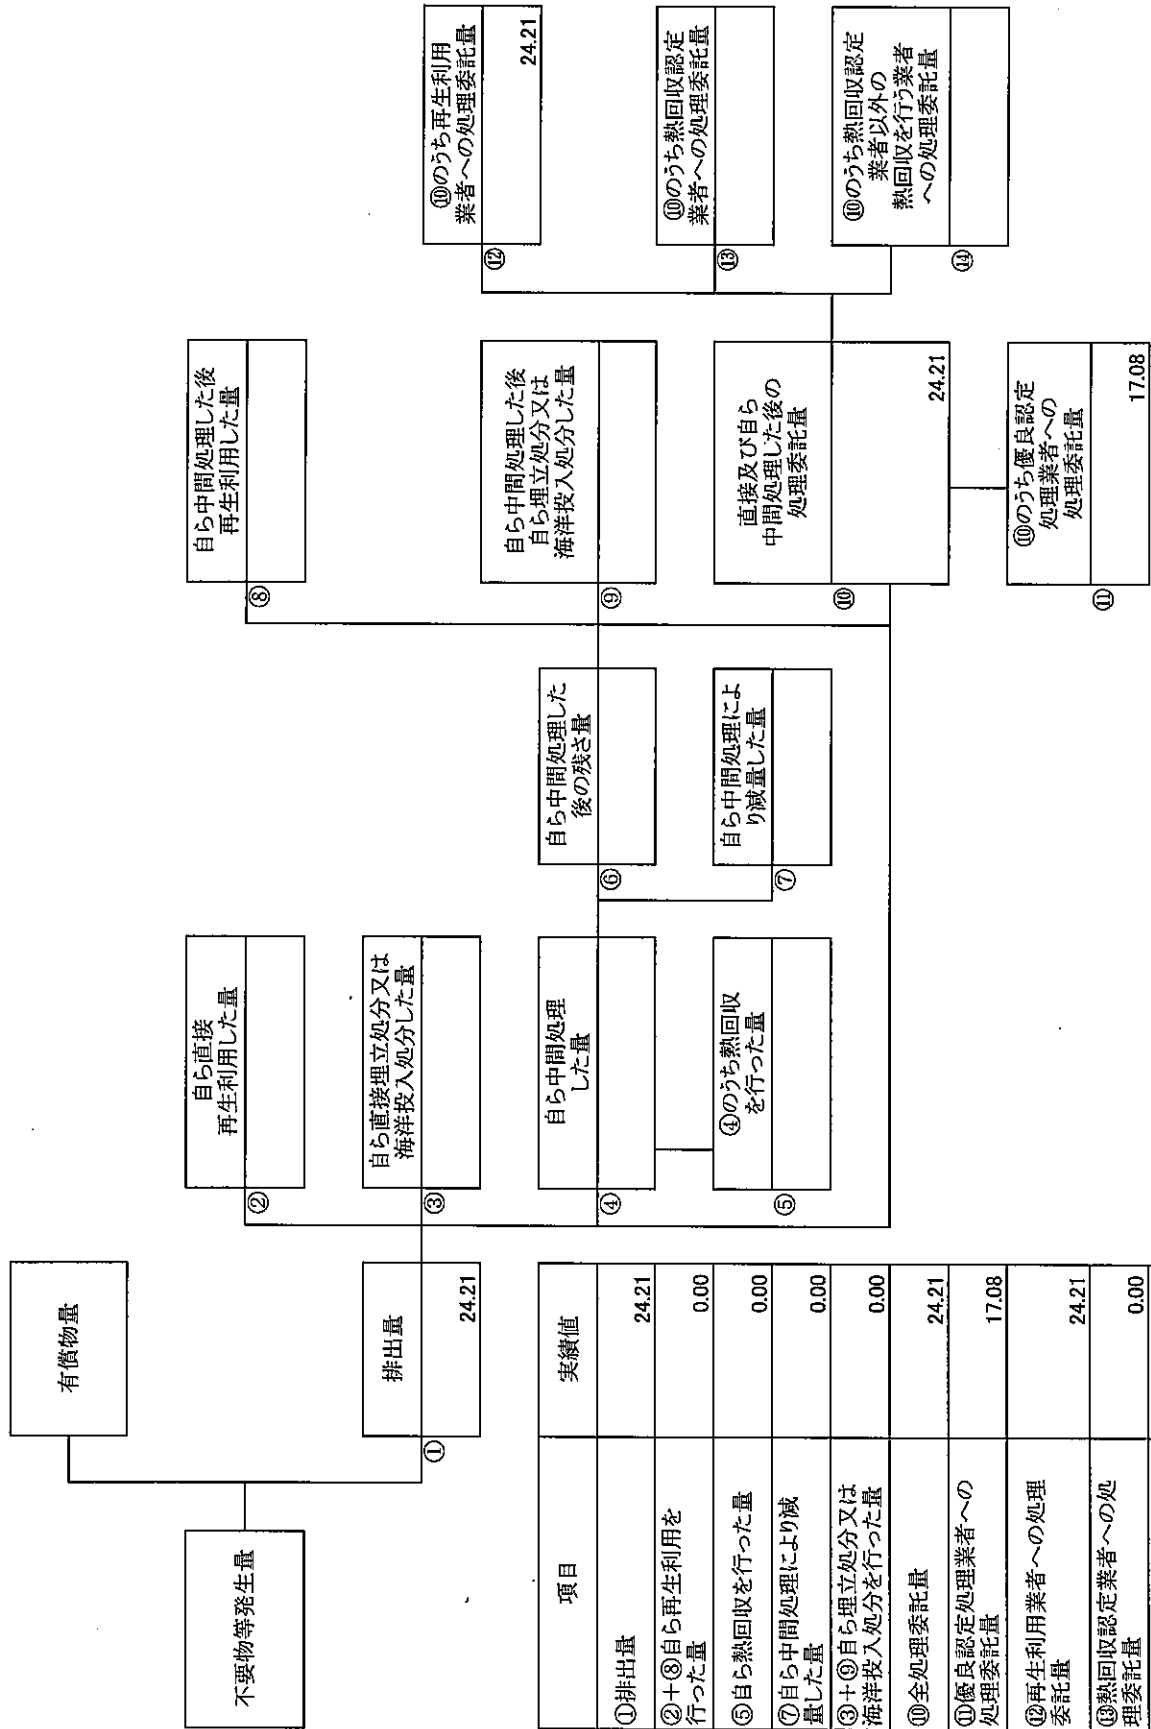 不要物等発生量
有償物量
排出量
①
24.21
自ら直接
再生利用した量
②
自ら直接埋立処分又は
海洋投入処分した量
③
自ら中間処理
した量
④
④のうち熱回収
を行った量
⑤
自ら中間処理した
後の残さ量
⑥
自ら中間処理によ
り減量した量
⑦
自ら中間処理した後
再生利用した量
⑧
自ら中間処理した後
自ら埋立処分又は
海洋投入処分した量
⑨
直接及び自ら
中間処理した後の
処理委託量
⑩
24.21
⑩のうち優良認定
処理業者への
処理委託量
⑪
17.08
⑩のうち再生利用
業者への処理委託量
⑫
24.21
⑩のうち熱回収認定
業者への処理委託量
⑬
⑩のうち熱回収認定
業者以外の
熱回収を行う業者
への処理委託量
⑭
項目 実績値
①排出量 24.21
②+⑧自ら再生利用を
行った量 0.00
⑤自ら熱回収を行った量 0.00
⑦自ら中間処理により減
量した量 0.00
③+⑨自ら埋立処分又は
海洋投入処分を行った量 0.00
⑩全処理委託量 24.21
⑪優良認定処理業者への
処理委託量 17.08
⑫再生利用業者への処理
委託量 24.21
⑬熱回収認定業者への処
理委託量 0.00